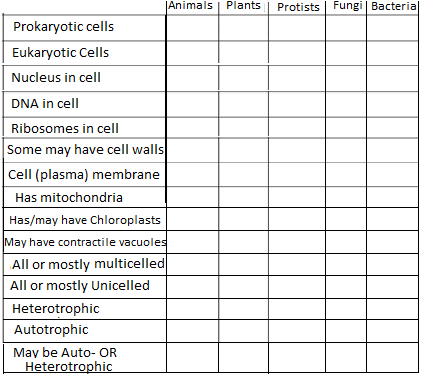 Animals Plants Protists Fungi Bacteria
Prokaryotic cells
Eukaryotic Cells
Nucleus in cell
DNA in cell
Ribosomes in cell
Some may have cell walls
Cell (plasma) membrane
Has mitochondria
Has/may have Chloroplasts
May have contractile vacuoles
All or mostly multicelled
All or mostly Unicelled
Heterotrophic
Autotrophic
May be Auto- OR
Heterotrophic